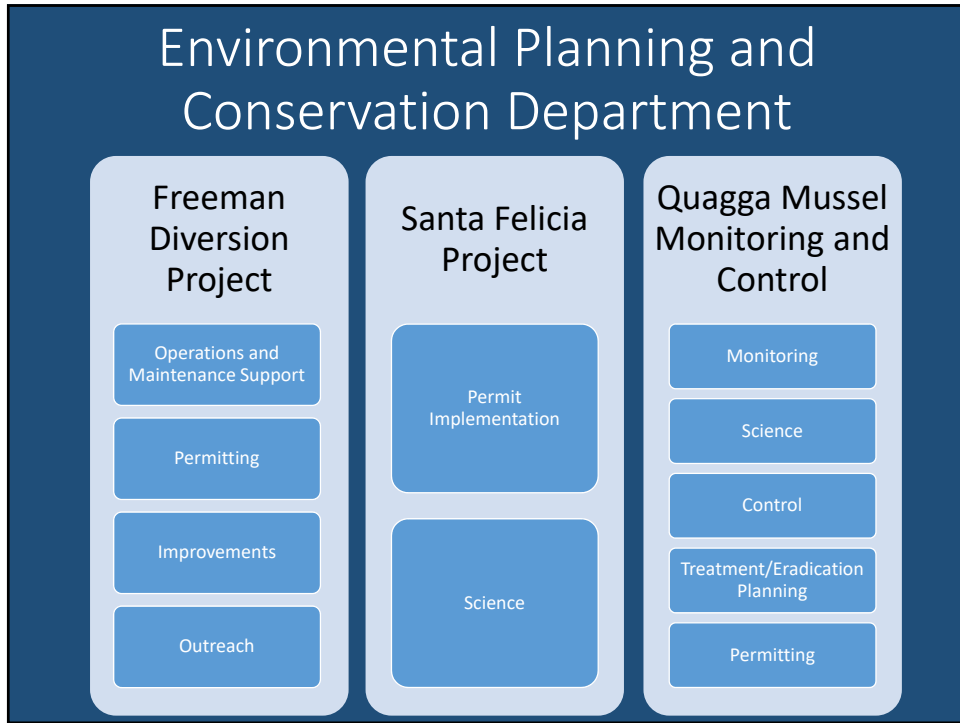 Environmental Planning and
Conservation Department
Freeman
Diversion
Project
Operations and
Maintenance Support
Permitting
Improvements
Outreach
Santa Felicia
Project
Permit
Implementation
Science
Quagga Mussel
Monitoring and
Control
Monitoring
Science
Control
Treatment/Eradication
Planning
Permitting